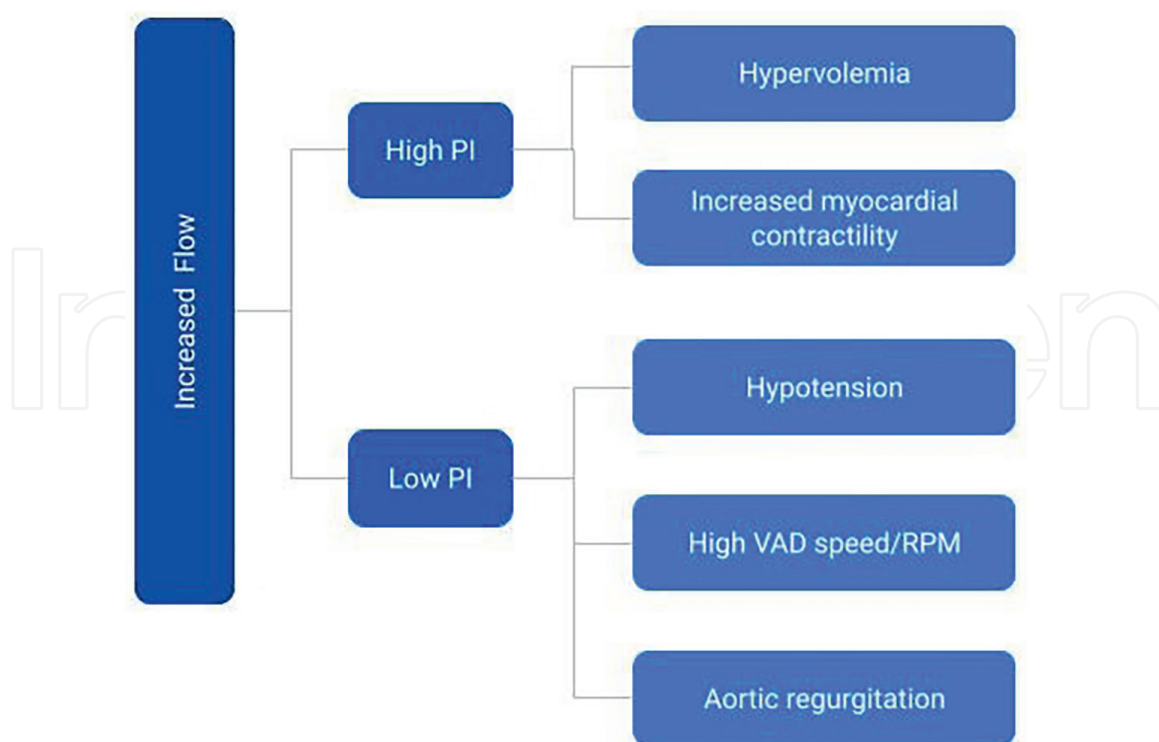 Increased Flow
High PI
Hypervolemia
Increased myocardial
contractility
Low PI
Hypotension
High VAD speed/RPM
Aortic regurgitation